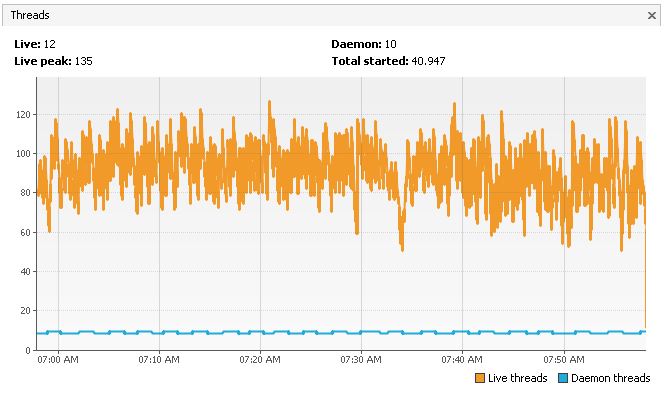 Threads
Live: 12 Daemon: 10
Live peak: 135 Total started: 40.947
120
100
80
60
40
20
0
07:00 AM 07:10 AM 07:20 AM 07:30 AM 07:40 AM 07:50 AM
Live threads Daemon threads